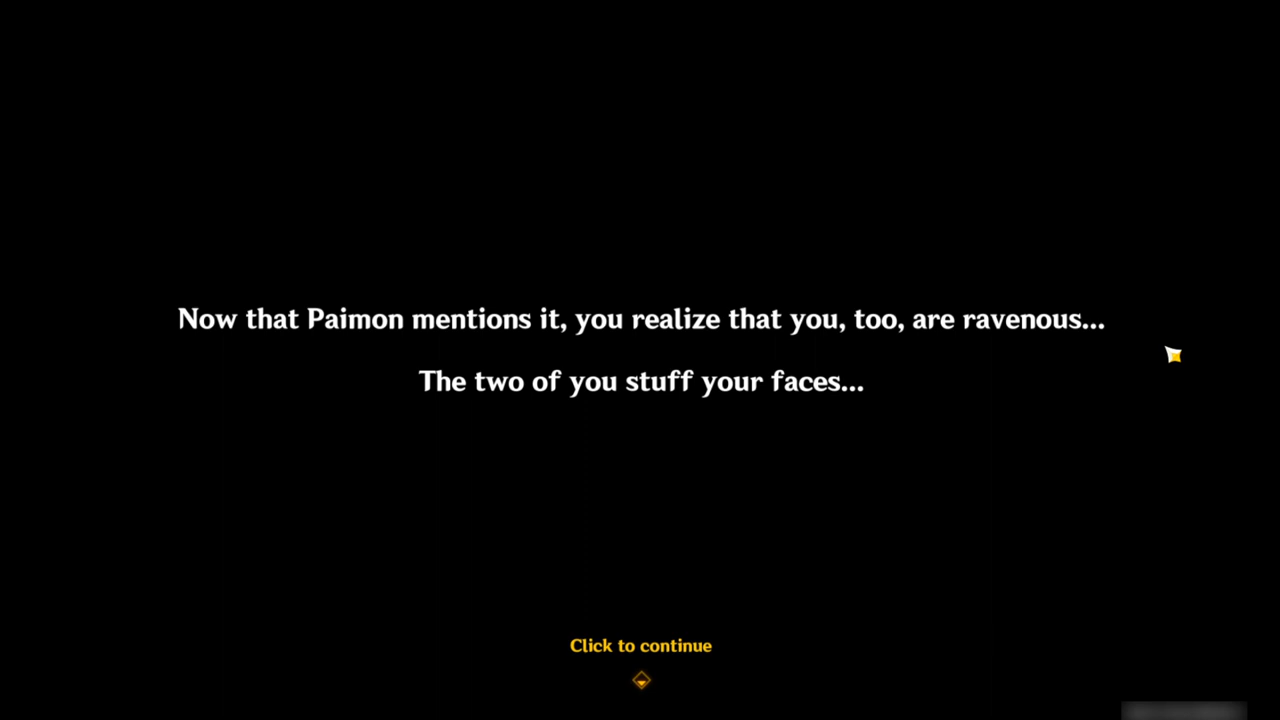 Now that Paimon mentions it, you realize that you, too, are ravenous...
The two of you stuff your faces...
Click to continue